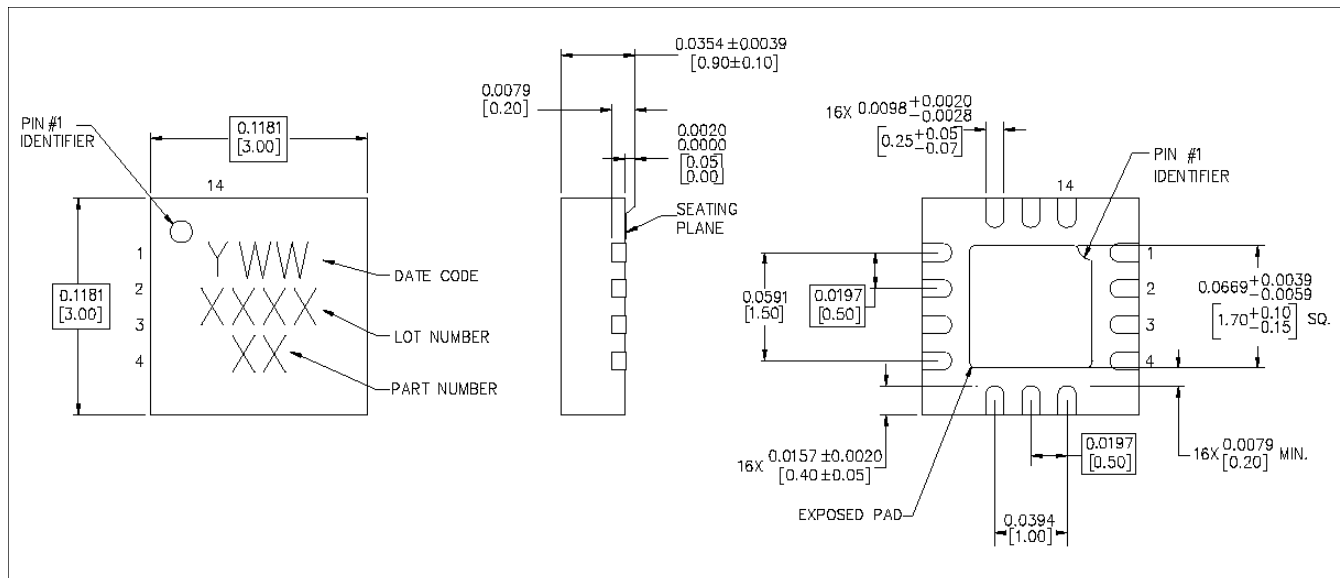 PIN #1
IDENTIFIER
0.1181
[3.00]
14
0.1181
[3.00]
1
2
3
4
Y WW
XXXX
XX
DATE CODE
LOT NUMBER
PART NUMBER
0.0354 ±0.0039
[0.90±0.10]
0.0079
[0.20]
0.0020
0.0000
[0.05]
[0.00]
SEATING
PLANE
16X 0.0098 +0.0020
-0.0028
[0.25 +0.05
-0.07]
14
PIN #1
IDENTIFIER
1
2
3
4
0.0591
[1.50]
0.0197
[0.50]
0.0669 +0.0039
-0.0059
[1.70 +0.10
-0.15] SQ.
16X 0.0157 ±0.0020
[0.40 ±0.05]
0.0197
[0.50]
16X 0.0079 MIN.
[0.20]
EXPOSED PAD
0.0394
[1.00]